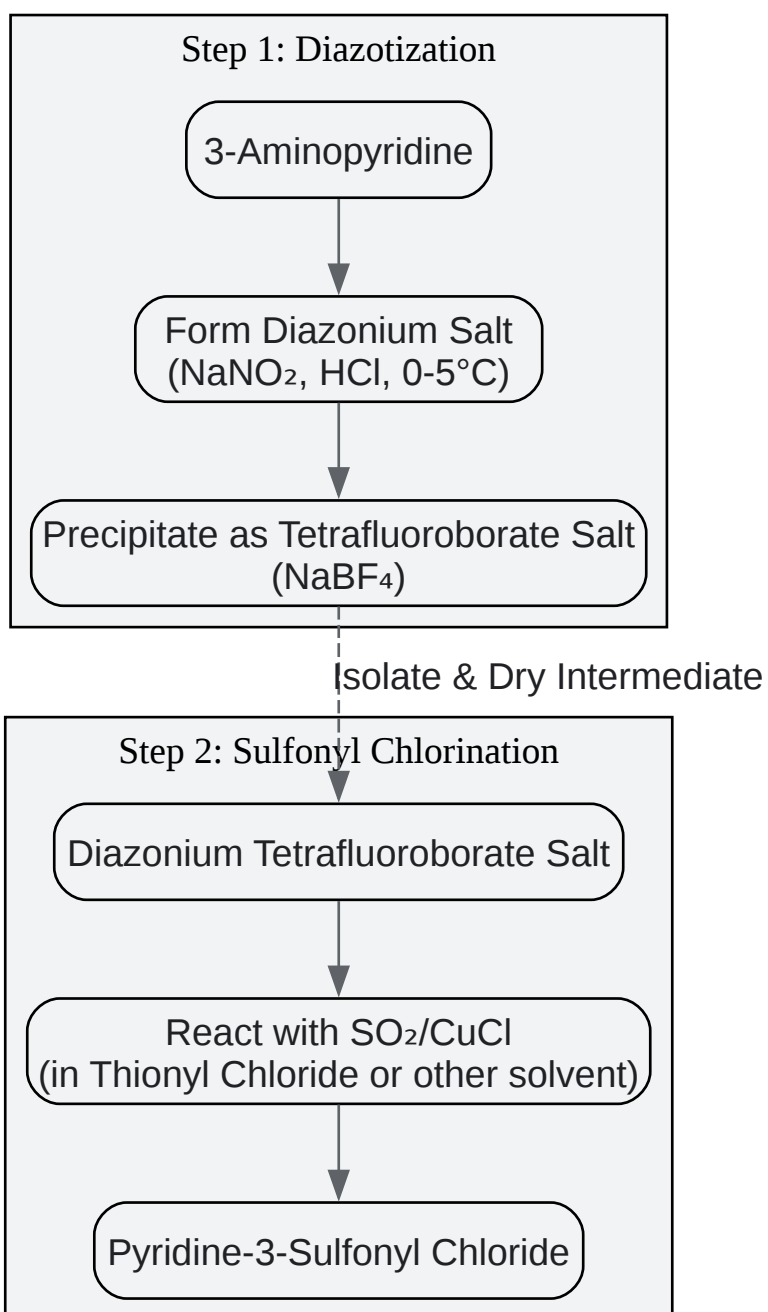 Step 1: Diazotization
3-Aminopyridine
Form Diazonium Salt
(NaNO₂, HCl, 0-5°C)
Precipitate as Tetrafluoroborate Salt
(NaBF₄)
Isolate & Dry Intermediate
Step 2: Sulfonyl Chlorination
Diazonium Tetrafluoroborate Salt
React with SO₂/CuCl
(in Thionyl Chloride or other solvent)
Pyridine-3-Sulfonyl Chloride